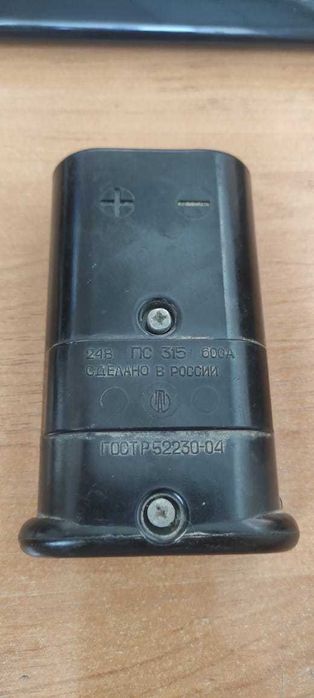 + −
24В ПС 315 600А
СДЕЛАНО В РОССИИ
ГОСТ Р 52230-04